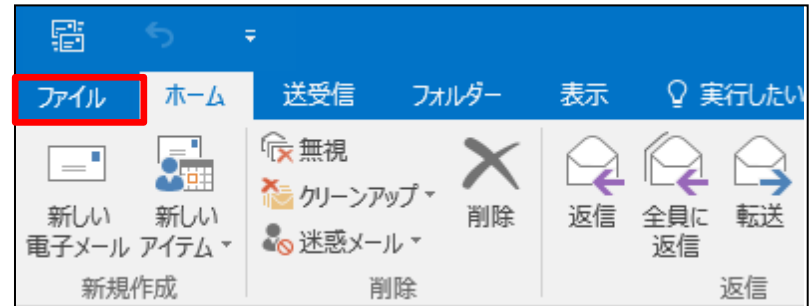 ファイル ホーム 送受信 フォルダー 表示 実行したい
無視
クリーンアップ
迷惑メール
新しい
電子メール
新しい
アイテム
削除
返信
全員に
返信
転送
新規作成 削除 返信